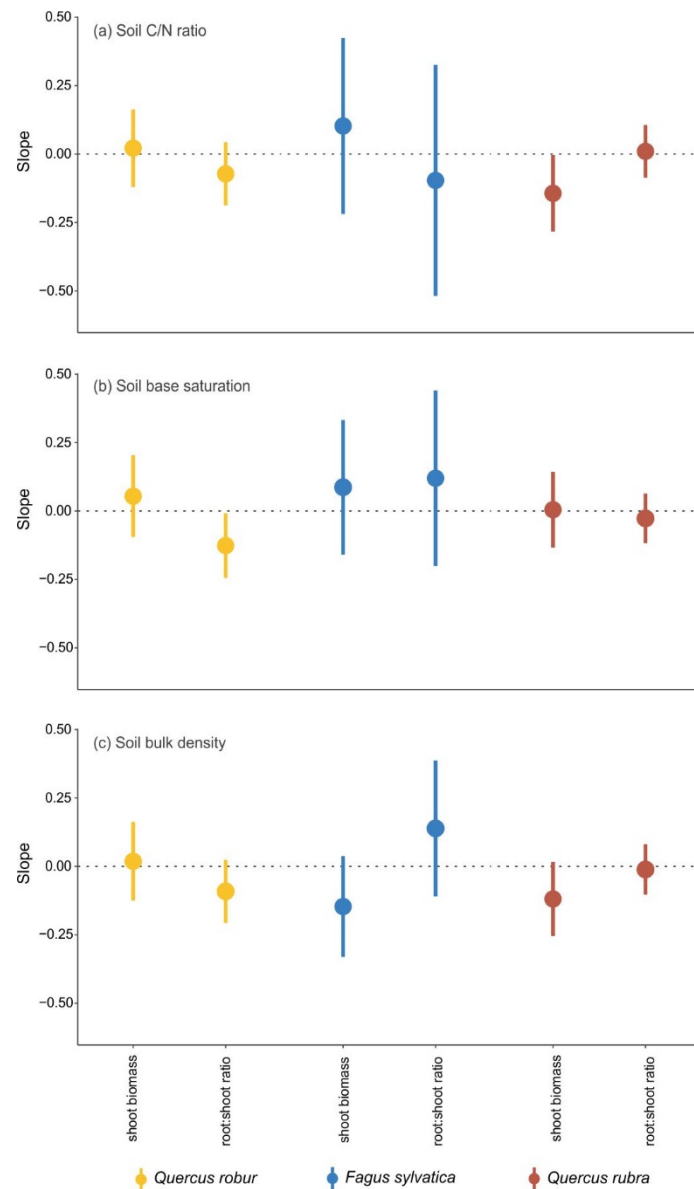 (a) Soil C/N ratio
0.50
0.25
0.00
−0.25
−0.50
Slope
(b) Soil base saturation
0.50
0.25
0.00
−0.25
−0.50
Slope
(c) Soil bulk density
0.50
0.25
0.00
−0.25
−0.50
Slope
shoot biomass
root:shoot ratio
shoot biomass
root:shoot ratio
shoot biomass
root:shoot ratio
Quercus robur Fagus sylvatica Quercus rubra